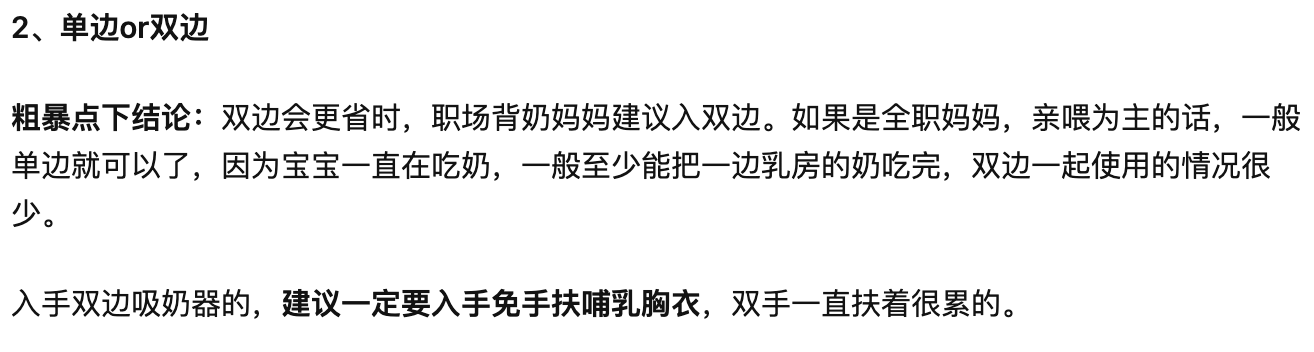 2、单边or双边
粗暴点下结论：双边会更省时，职场背奶妈妈建议入双边。如果是全职妈妈，亲喂为主的话，一般
单边就可以了，因为宝宝一直在吃奶，一般至少能把一边乳房的奶吃完，双边一起使用的情况很
少。
入手双边吸奶器的，建议一定要入手免手扶哺乳胸衣，双手一直扶着很累的。